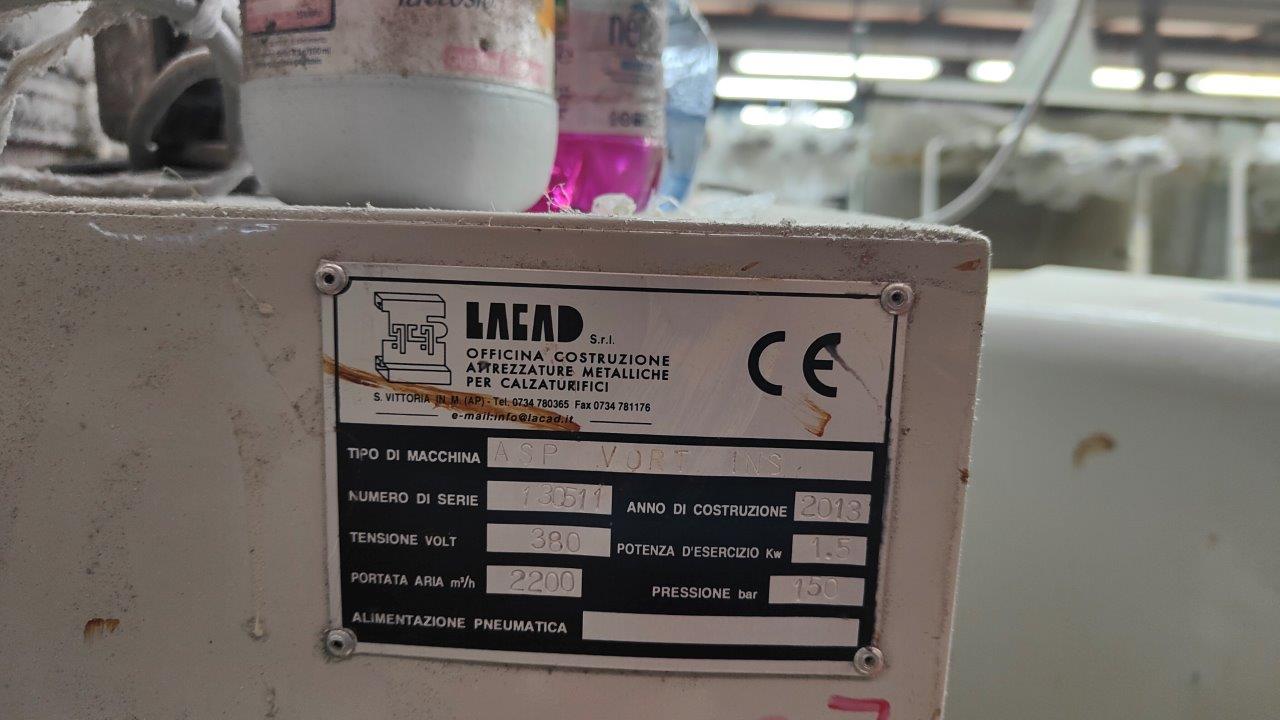 LACAD S.r.l.
OFFICINA COSTRUZIONE
ATTREZZATURE METALLICHE
PER CALZATURIFICI
S. VITTORIA IN M. (AP) - Tel. 0734 780365 Fax 0734 781176
e-mail:info@lacad.it
CE
TIPO DI MACCHINA ASP VORT INS.
NUMERO DI SERIE 130511 ANNO DI COSTRUZIONE 2013
TENSIONE VOLT 380 POTENZA D'ESERCIZIO Kw 1.5
PORTATA ARIA m³/h 2200 PRESSIONE bar 150
ALIMENTAZIONE PNEUMATICA